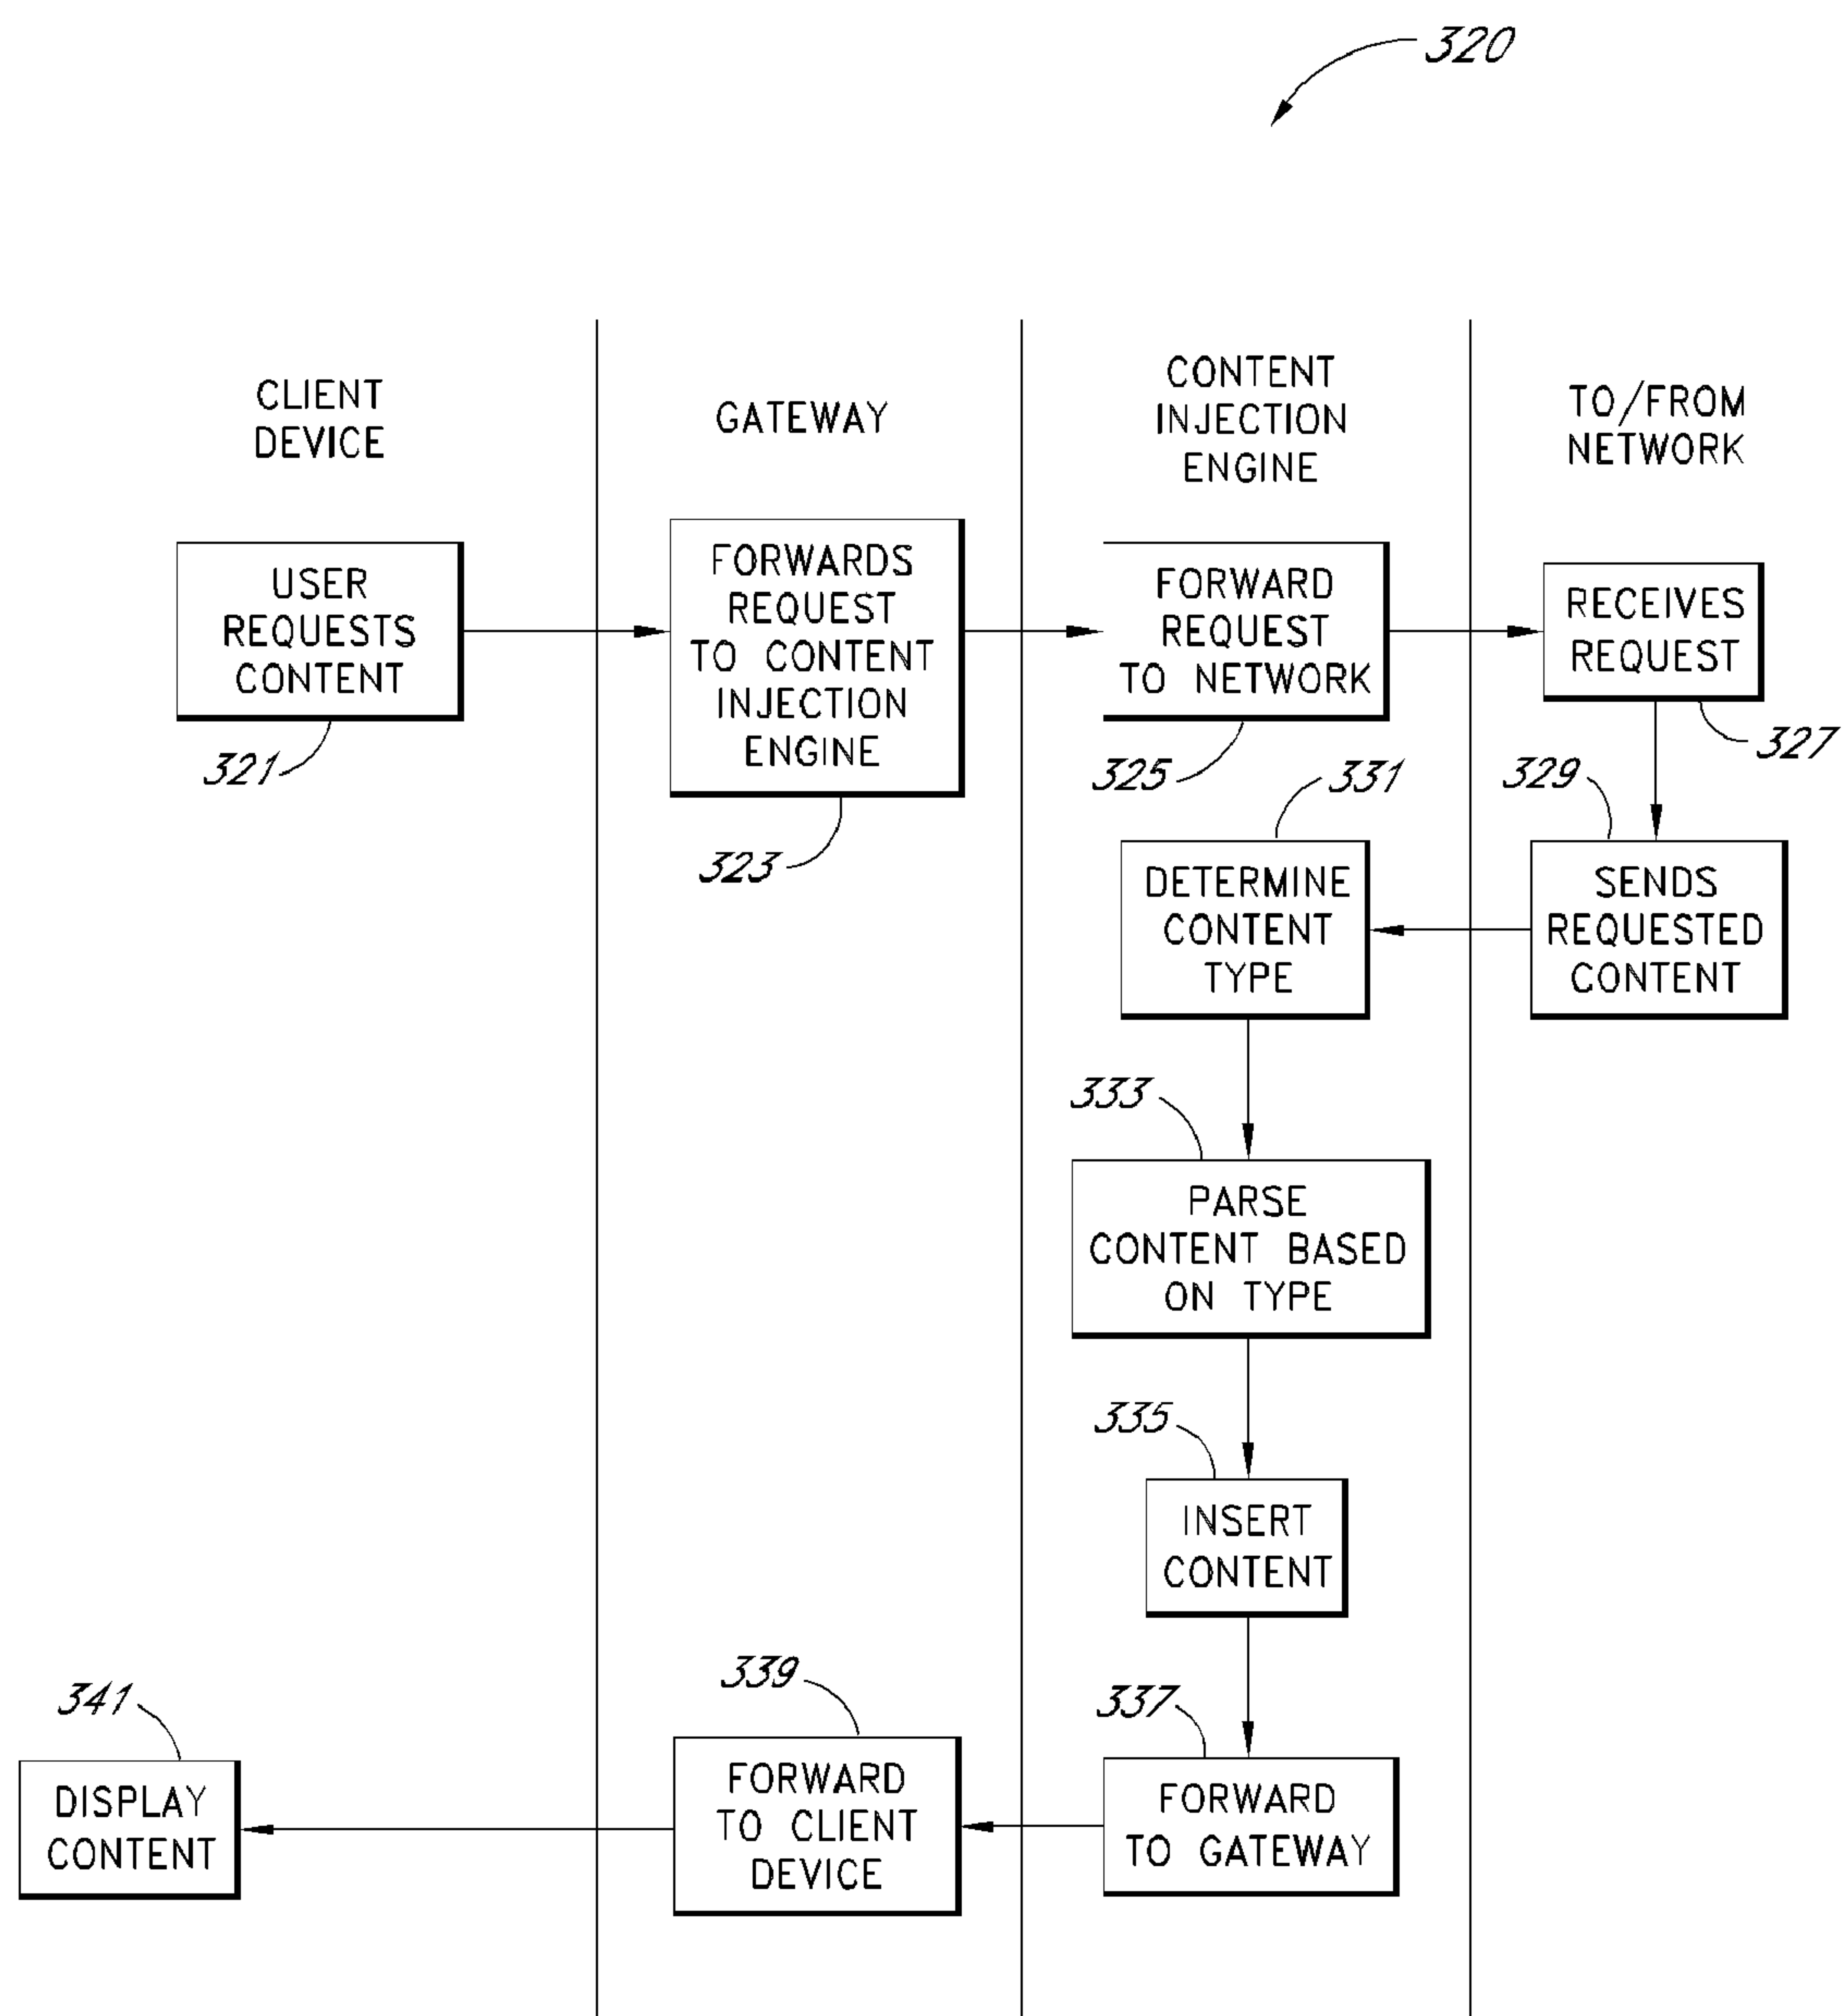 320
CLIENT
DEVICE
GATEWAY
CONTENT
INJECTION
ENGINE
TO/FROM
NETWORK
USER
REQUESTS
CONTENT
321
FORWARDS
REQUEST
TO CONTENT
INJECTION
ENGINE
323
FORWARD
REQUEST
TO NETWORK
325
RECEIVES
REQUEST
327
329
SENDS
REQUESTED
CONTENT
331
DETERMINE
CONTENT
TYPE
333
PARSE
CONTENT BASED
ON TYPE
335
INSERT
CONTENT
337
FORWARD
TO GATEWAY
339
FORWARD
TO CLIENT
DEVICE
341
DISPLAY
CONTENT